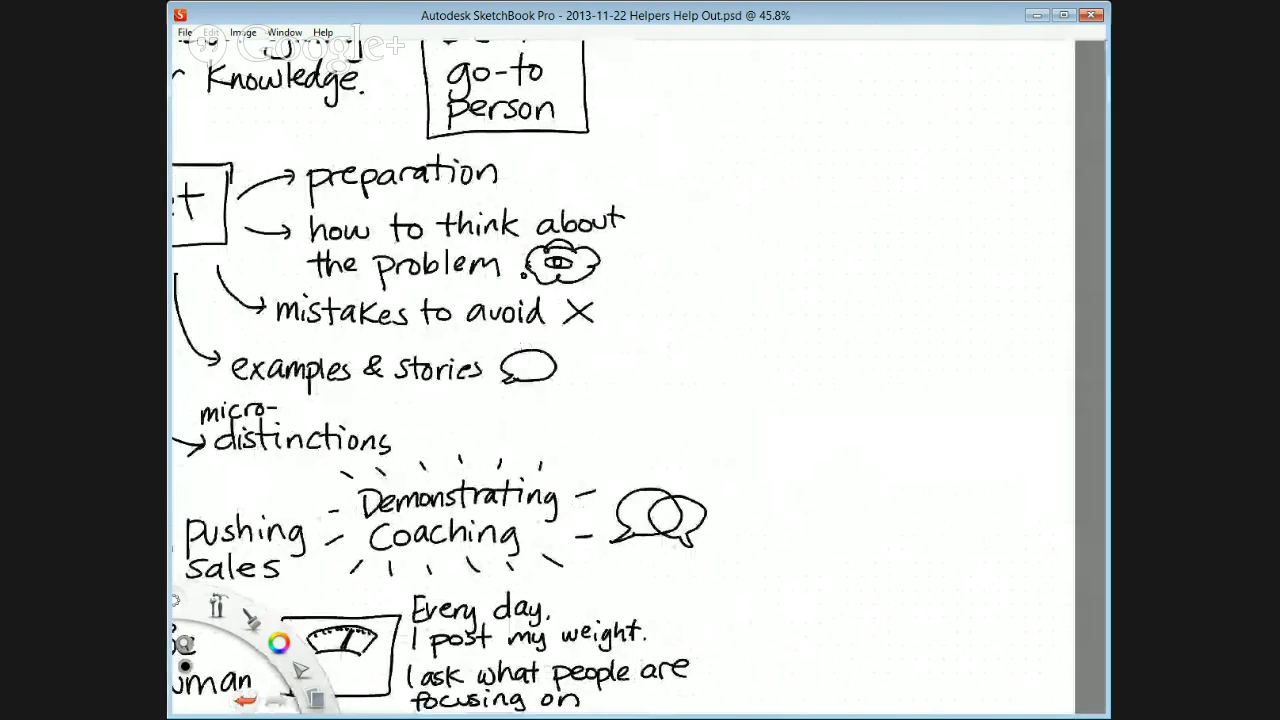 Autodesk SketchBook Pro - 2013-11-22 Helpers Help Out.psd @ 45.8%
File Edit Image Window Help
Google+
Knowledge.
go-to
person
preparation
how to think about
the problem
mistakes to avoid X
examples & stories
micro-
distinctions
Demonstrating
Coaching
pushing
sales
Every day.
I post my weight.
I ask what people are
focusing on